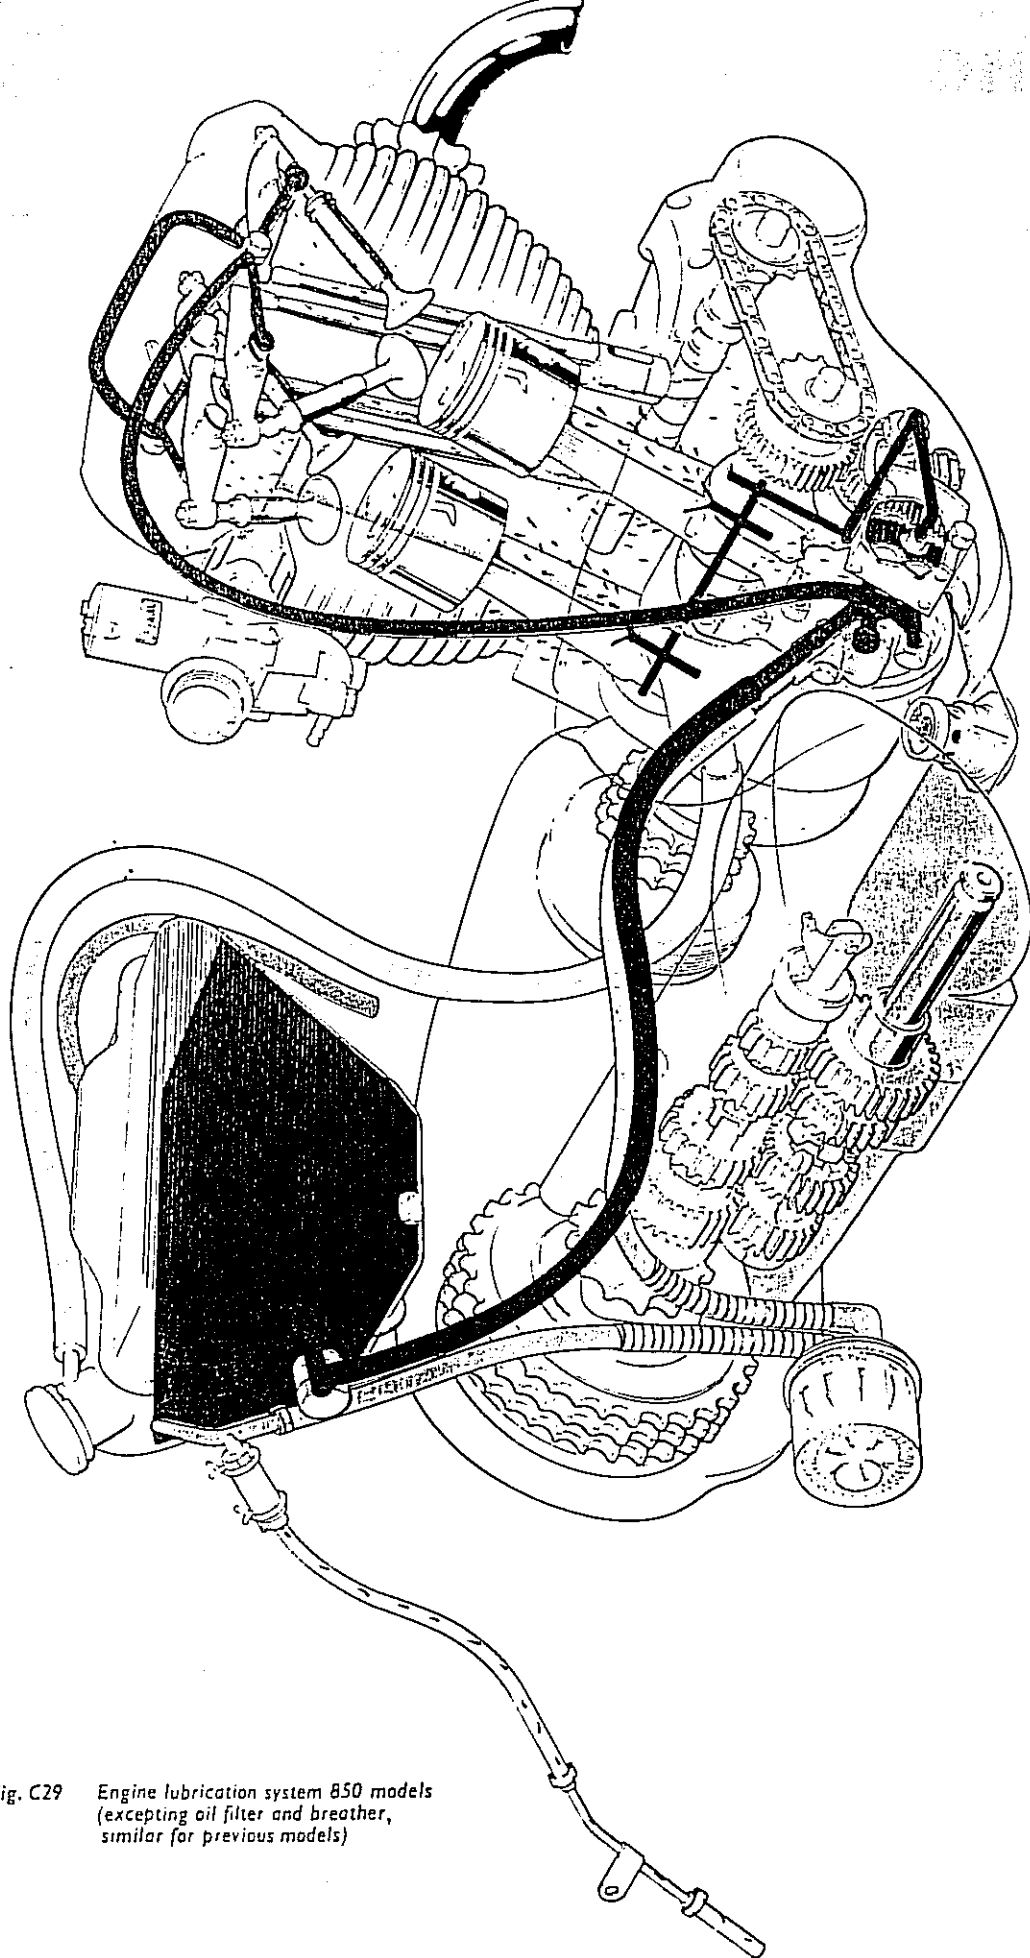 ig. C29 Engine lubrication system 850 models
(excepting oil filter and breather,
similar for previous models)